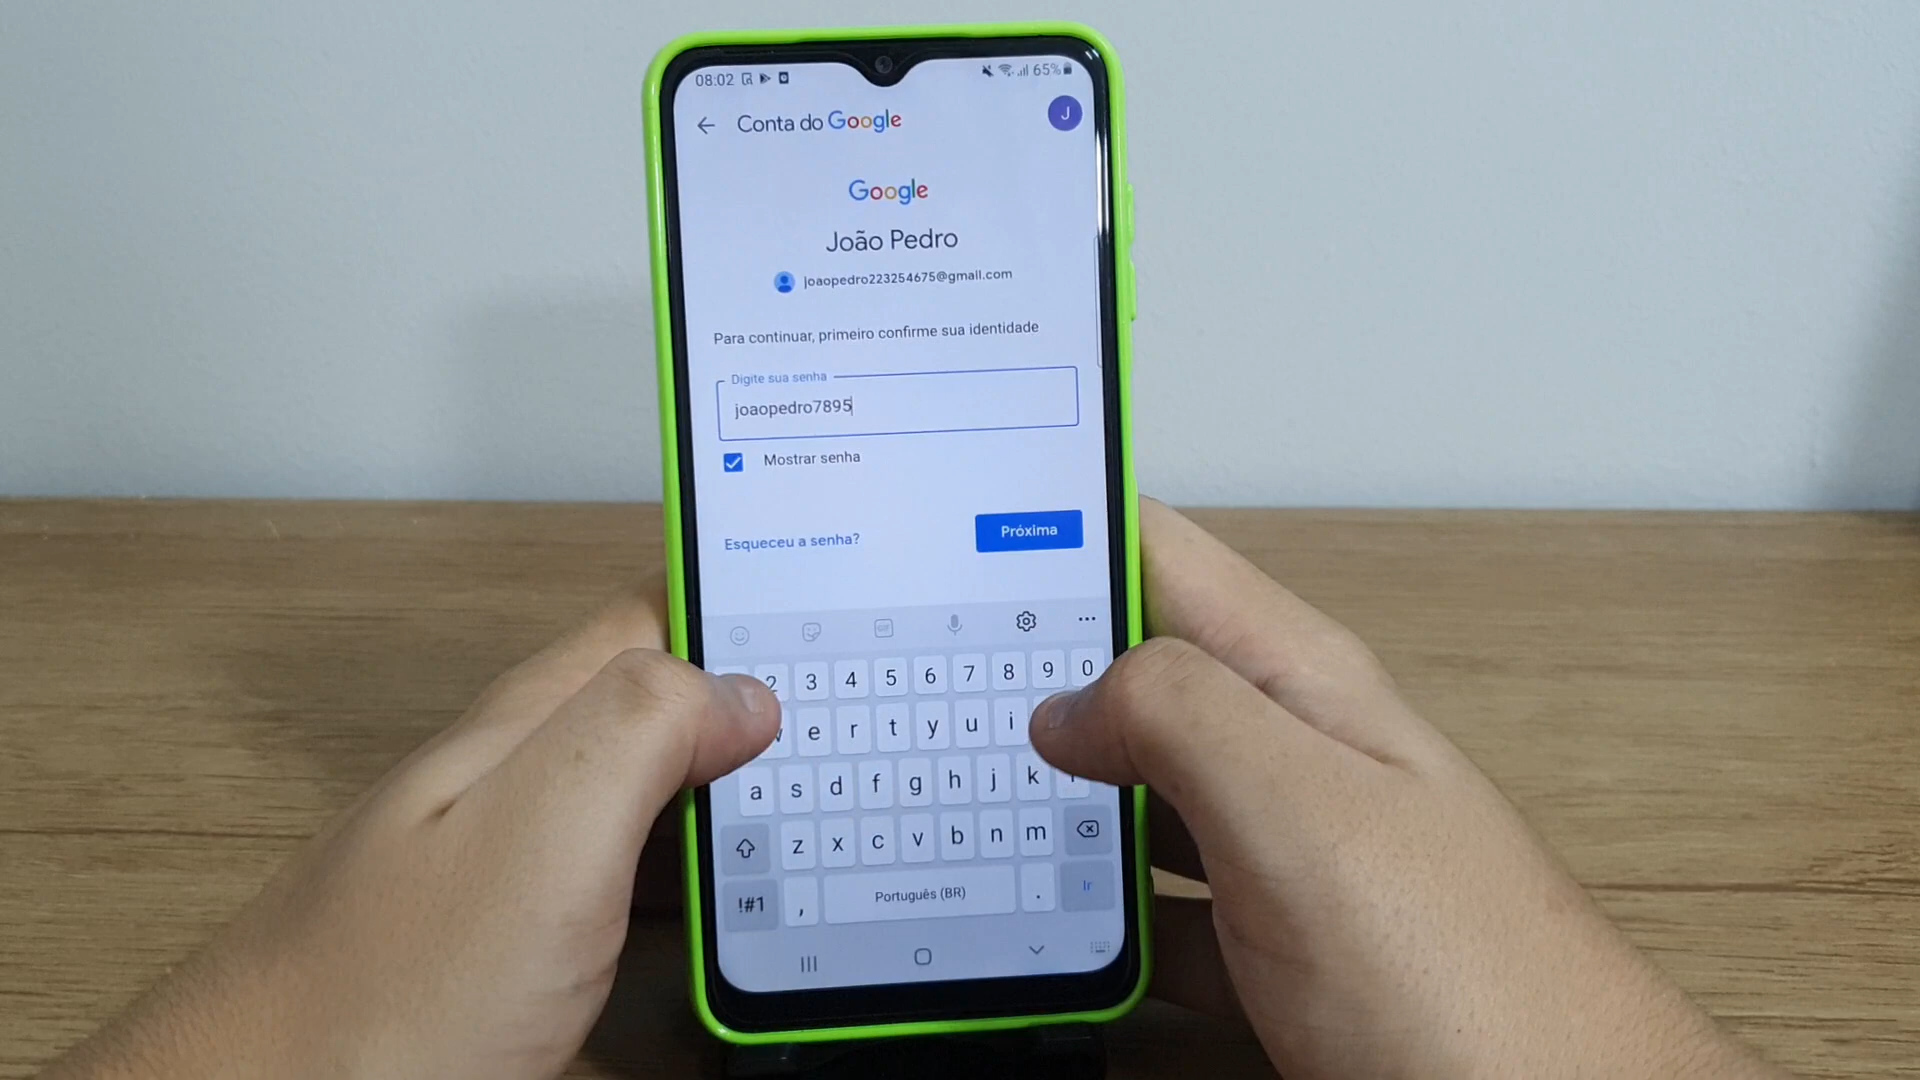 08:02 65%
Conta do Google J
Google
João Pedro
joaopedro223254675@gmail.com
Para continuar, primeiro confirme sua identidade
Digite sua senha
joaopedro7895
Mostrar senha
Esqueceu a senha? Próxima
GIF
2 3 4 5 6 7 8 9 0
e r t y u i
a s d f g h j k
z x c v b n m
!#1 , Português (BR) . Ir